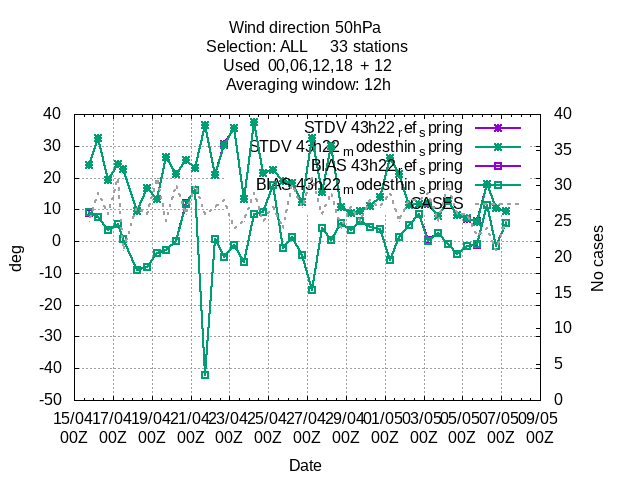 Wind direction 50hPa
Selection: ALL 33 stations
Used 00,06,12,18 + 12
Averaging window: 12h
STDV 43h22refspring
STDV 43h22modesthinspring
BIAS 43h22refspring
BIAS 43h22modesthinspring
CASES
40
30
20
10
0
-10
-20
-30
-40
-50
deg
40
35
30
25
20
15
10
5
0
No cases
15/04 17/04 19/04 21/04 23/04 25/04 27/04 29/04 01/05 03/05 05/05 07/05 09/05
00Z 00Z 00Z 00Z 00Z 00Z 00Z 00Z 00Z 00Z 00Z 00Z 00Z
Date